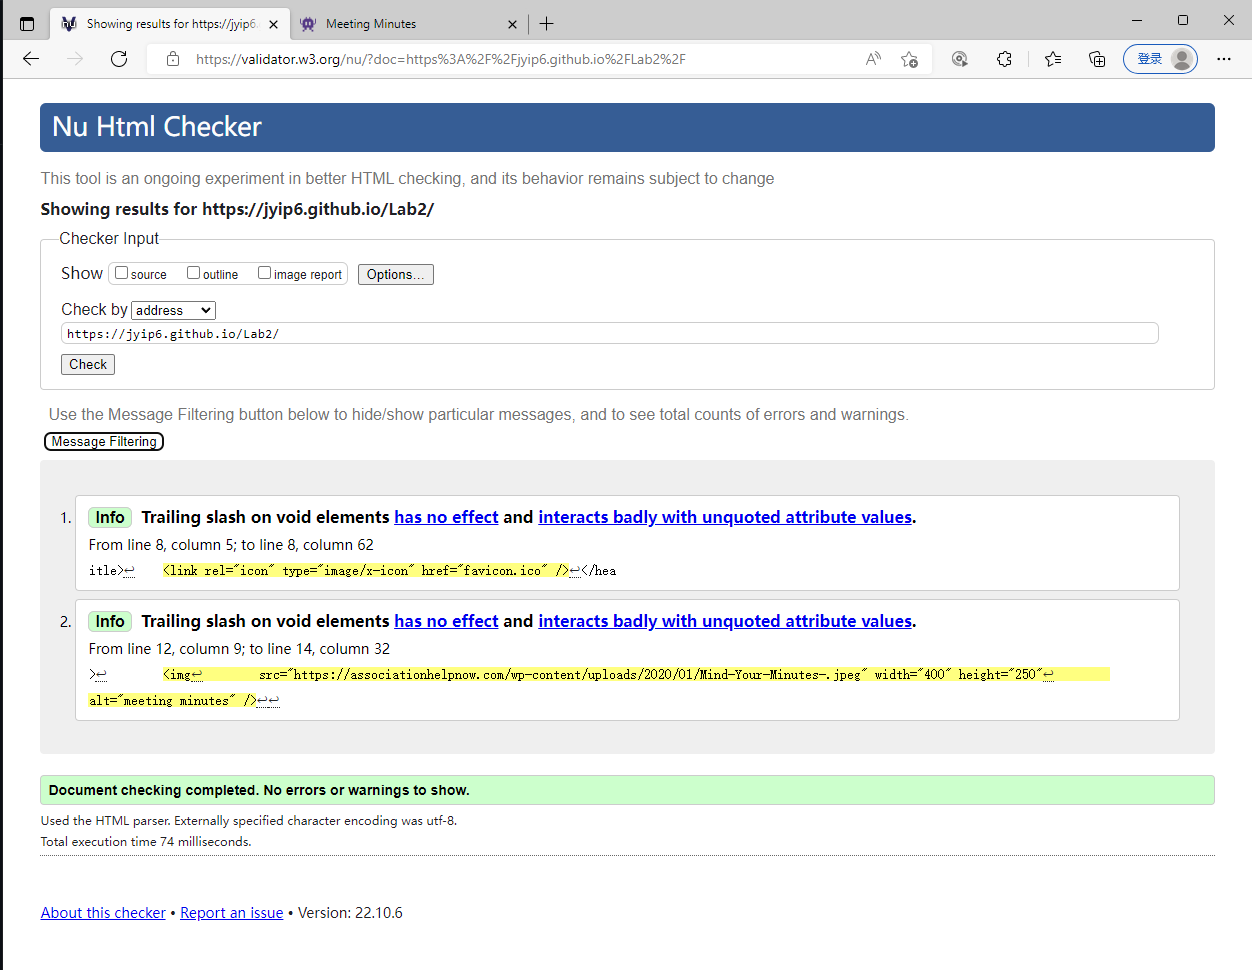 Showing results for https://jyip6.
Meeting Minutes
https://validator.w3.org/nu/?doc=https%3A%2F%2Fjyip6.github.io%2FLab2%2F
登录
Nu Html Checker
This tool is an ongoing experiment in better HTML checking, and its behavior remains subject to change
Showing results for https://jyip6.github.io/Lab2/
Checker Input
Show source outline image report Options...
Check by address
https://jyip6.github.io/Lab2/
Check
Use the Message Filtering button below to hide/show particular messages, and to see total counts of errors and warnings.
Message Filtering
1. Info Trailing slash on void elements has no effect and interacts badly with unquoted attribute values.
From line 8, column 5; to line 8, column 62
itle>↩ <link rel="icon" type="image/x-icon" href="favicon.ico" />↩</hea
2. Info Trailing slash on void elements has no effect and interacts badly with unquoted attribute values.
From line 12, column 9; to line 14, column 32
>↩ <img↩ src="https://associationhelpnow.com/wp-content/uploads/2020/01/Mind-Your-Minutes-.jpeg" width="400" height="250"↩
alt="meeting minutes" />↩↩
Document checking completed. No errors or warnings to show.
Used the HTML parser. Externally specified character encoding was utf-8.
Total execution time 74 milliseconds.
About this checker • Report an issue • Version: 22.10.6